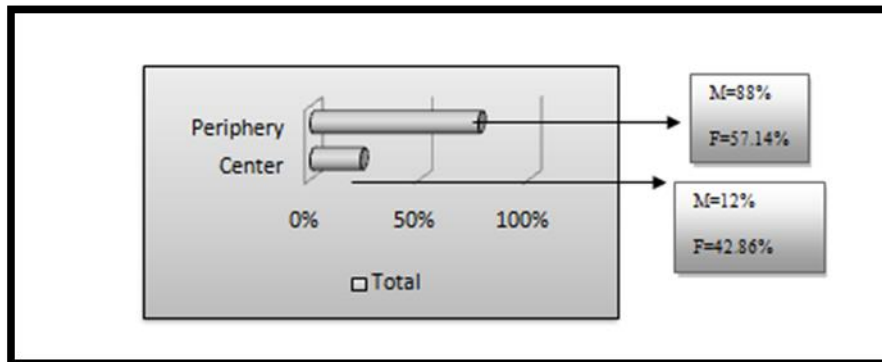 Periphery
Center
0%
50%
100%
Total
M=88%
F=57.14%
M=12%
F=42.86%